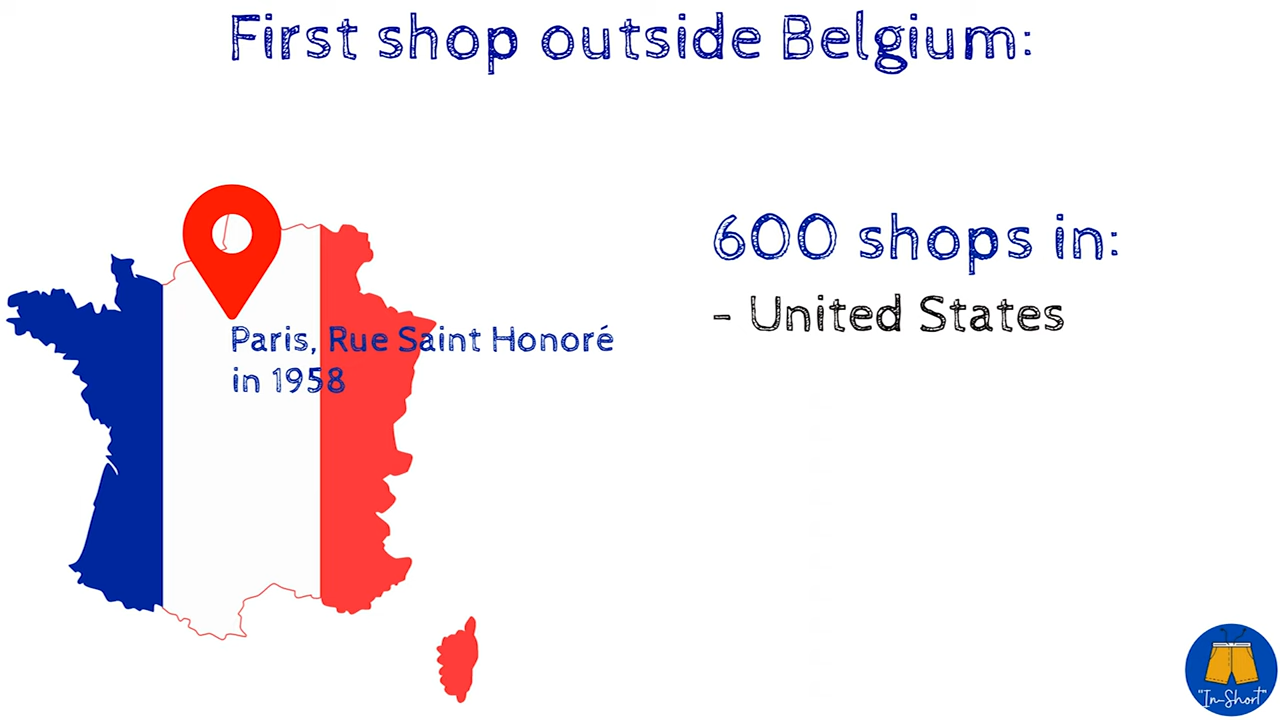 First shop outside Belgium:
Paris, Rue Saint Honoré
in 1958
600 shops in:
- United States
"In-Short"